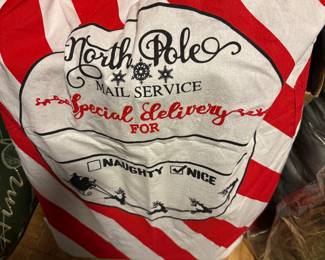 North Pole
MAIL SERVICE
Special delivery
FOR
NAUGHTY NICE